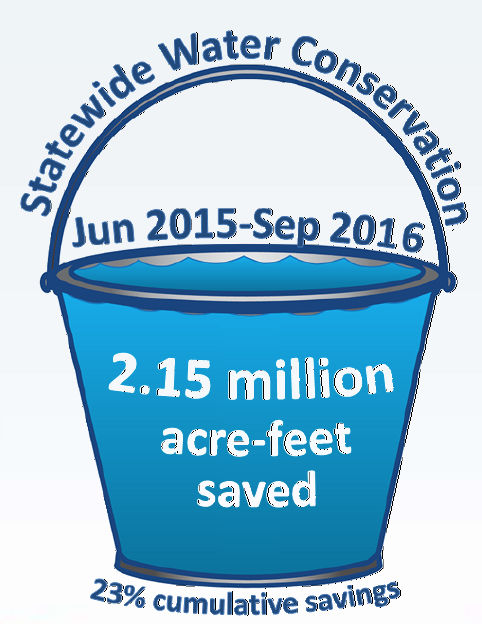 Statewide Water Conservation
Jun 2015-Sep 2016
2.15 million
acre-feet
saved
23% cumulative savings